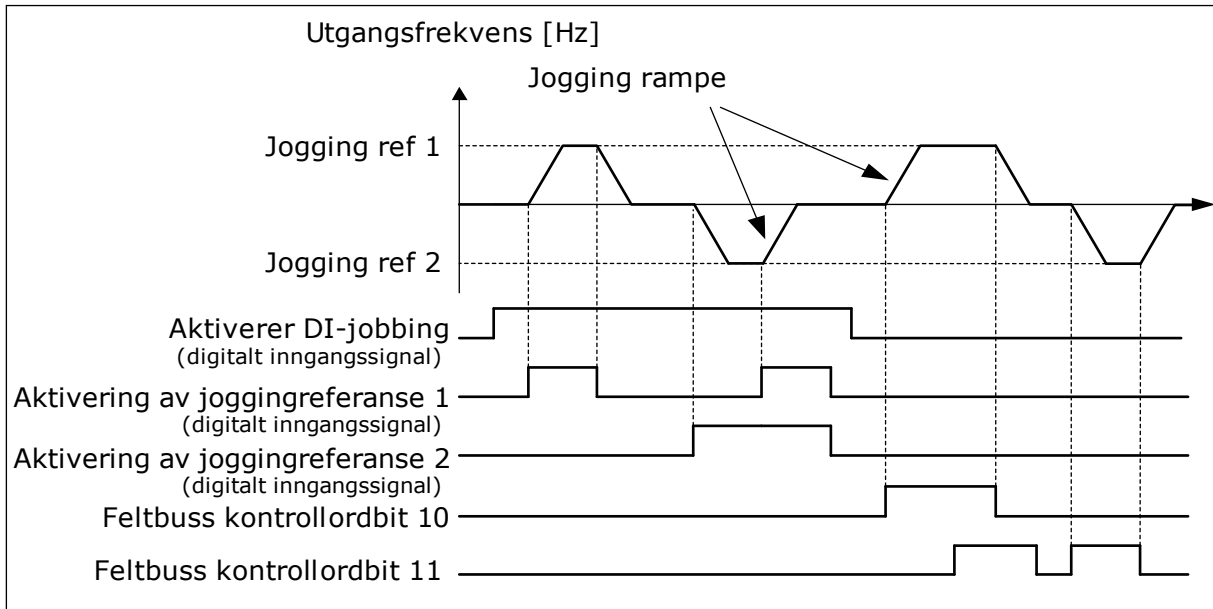 Utgangsfrekvens [Hz]
Jogging rampe
Jogging ref 1
Jogging ref 2
Aktiverer DI-jobbing
(digitalt inngangssignal)
Aktivering av joggingreferanse 1
(digitalt inngangssignal)
Aktivering av joggingreferanse 2
(digitalt inngangssignal)
Feltbuss kontrollordbit 10
Feltbuss kontrollordbit 11